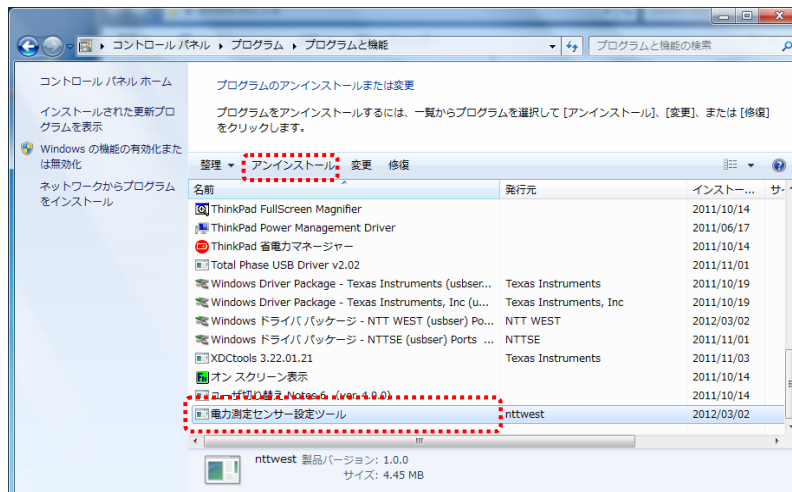 コントロール パネル ▸ プログラム ▸ プログラムと機能
プログラムと機能の検索
コントロール パネル ホーム
インストールされた更新プロ
グラムを表示
Windows の機能の有効化また
は無効化
ネットワークからプログラム
をインストール
プログラムのアンインストールまたは変更
プログラムをアンインストールするには、一覧からプログラムを選択して [アンインストール]、[変更]、または [修復]
をクリックします。
整理 アンインストール 変更 修復
名前 発行元 インストー... サ
ThinkPad FullScreen Magnifier 2011/10/14
ThinkPad Power Management Driver 2011/06/17
ThinkPad 省電力マネージャー 2011/10/14
Total Phase USB Driver v2.02 2011/11/01
Windows Driver Package - Texas Instruments (usbser... Texas Instruments 2011/10/19
Windows Driver Package - Texas Instruments, Inc (u... Texas Instruments, Inc 2011/10/19
Windows ドライバ パッケージ - NTT WEST (usbser) Po... NTT WEST 2012/03/02
Windows ドライバ パッケージ - NTTSE (usbser) Ports ... NTTSE 2011/11/01
XDCtools 3.22.01.21 Texas Instruments 2011/11/03
オン スクリーン表示 2011/10/14
ユーザ切り替え Notes 6 (ver 4.0.0) 2011/10/14
電力測定センサー設定ツール nttwest 2012/03/02
nttwest 製品バージョン: 1.0.0
サイズ: 4.45 MB